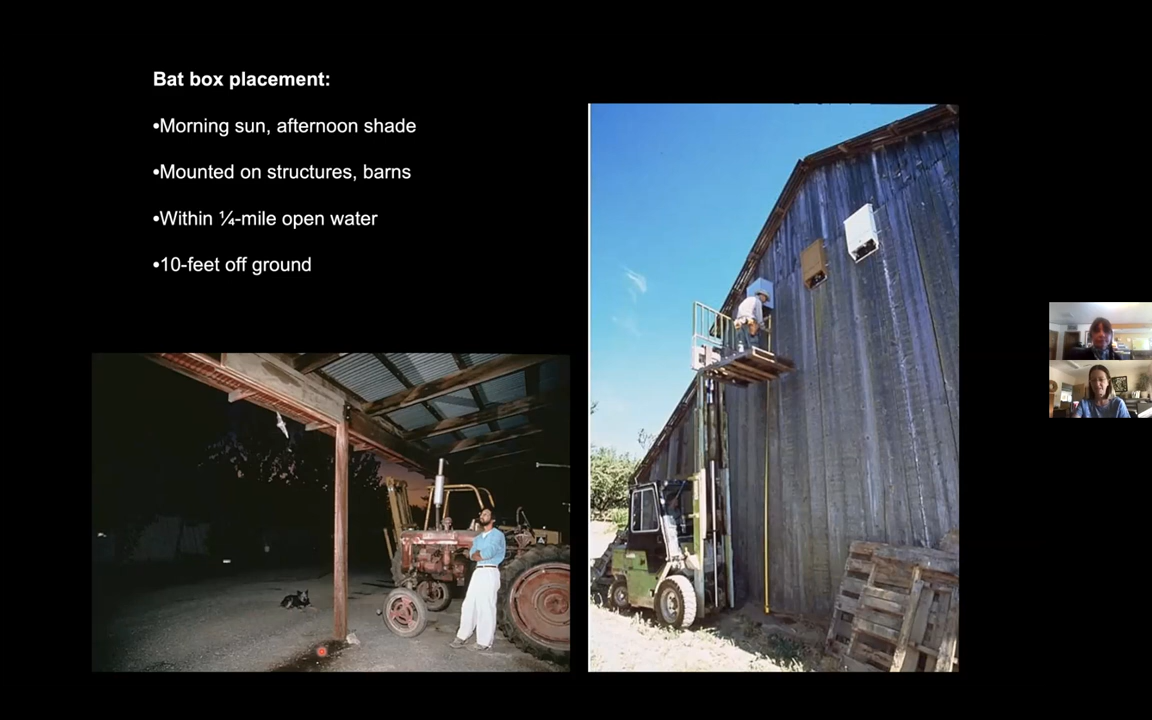 Bat box placement:
•Morning sun, afternoon shade
•Mounted on structures, barns
•Within ¼-mile open water
•10-feet off ground